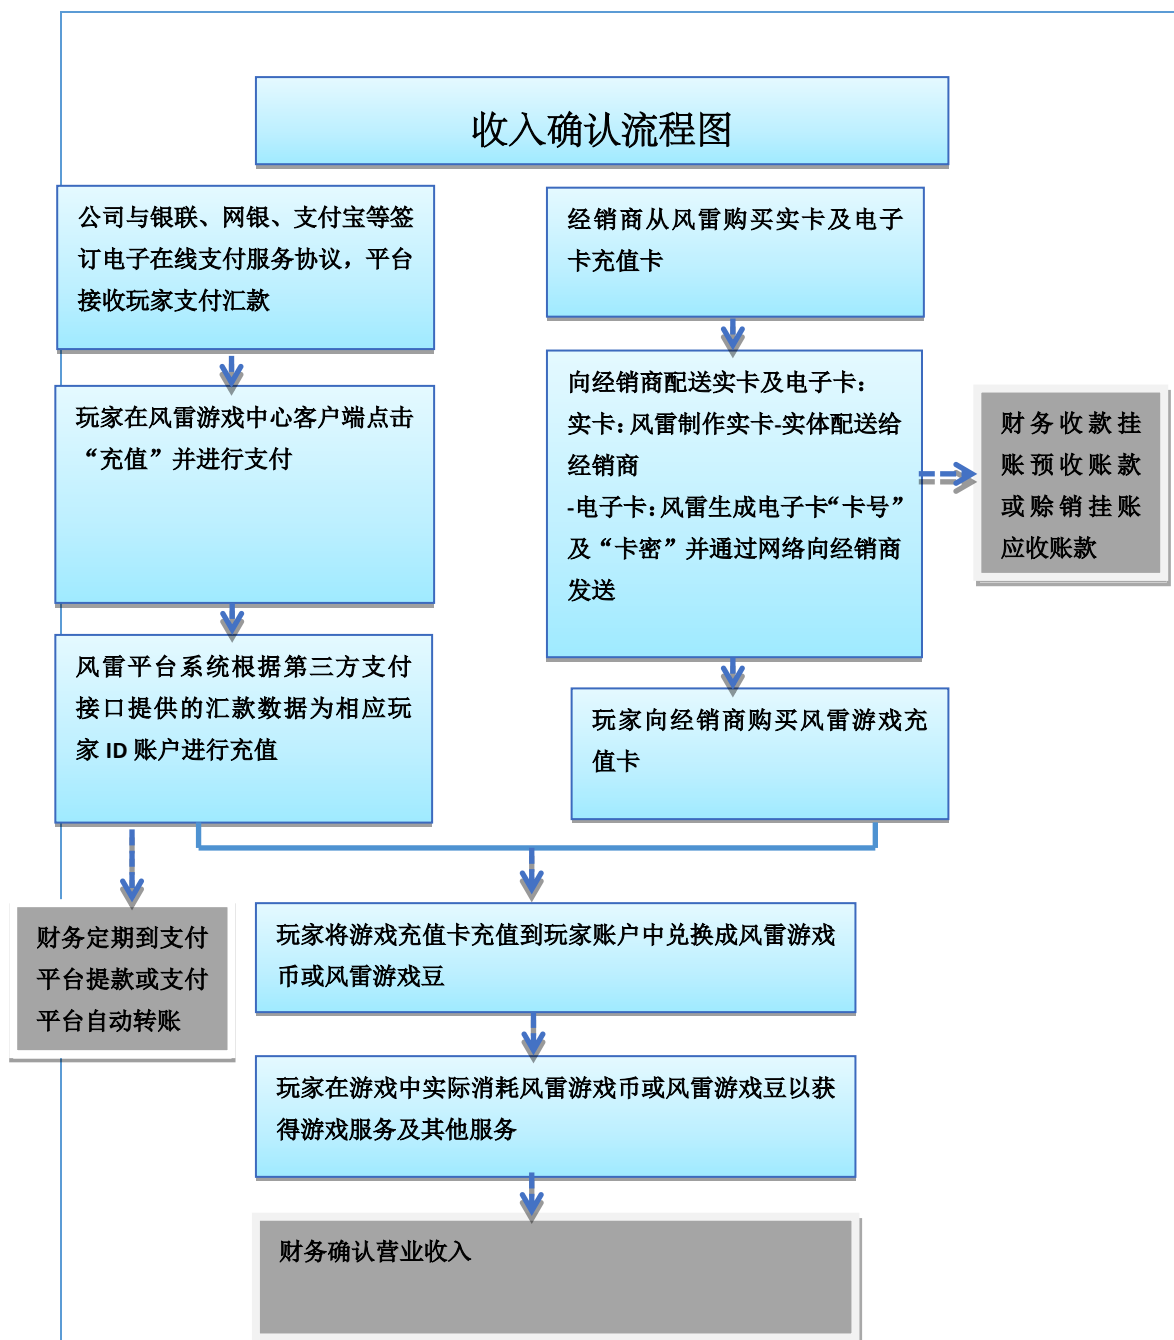 收入确认流程图
公司与银联、网银、支付宝等签
订电子在线支付服务协议，平台
接收玩家支付汇款
玩家在风雷游戏中心客户端点击
“充值”并进行支付
风雷平台系统根据第三方支付
接口提供的汇款数据为相应玩
家 ID 账户进行充值
财务定期到支付
平台提款或支付
平台自动转账
经销商从风雷购买实卡及电子
卡充值卡
向经销商配送实卡及电子卡：
实卡：风雷制作实卡-实体配送给
经销商
-电子卡：风雷生成电子卡“卡号”
及“卡密”并通过网络向经销商
发送
财务收款挂
账预收账款
或赊销挂账
应收账款
玩家向经销商购买风雷游戏充
值卡
玩家将游戏充值卡充值到玩家账户中兑换成风雷游戏
币或风雷游戏豆
玩家在游戏中实际消耗风雷游戏币或风雷游戏豆以获
得游戏服务及其他服务
财务确认营业收入